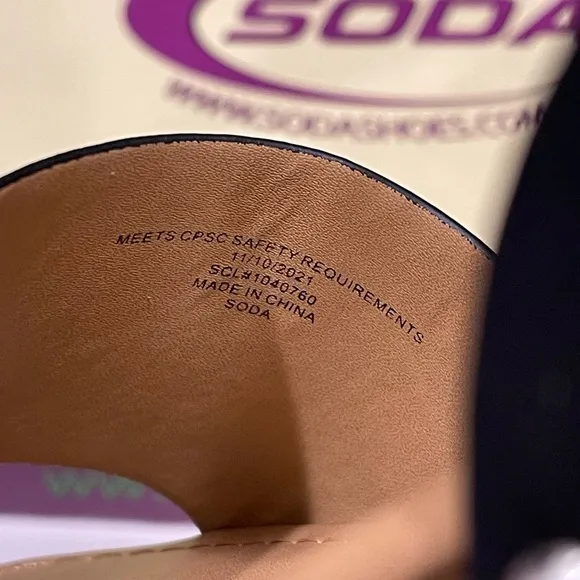 SODA
WWW.SODASHOES.COM
MEETS CPSC SAFETY REQUIREMENTS
11/10/2021
SCL#1040760
MADE IN CHINA
SODA